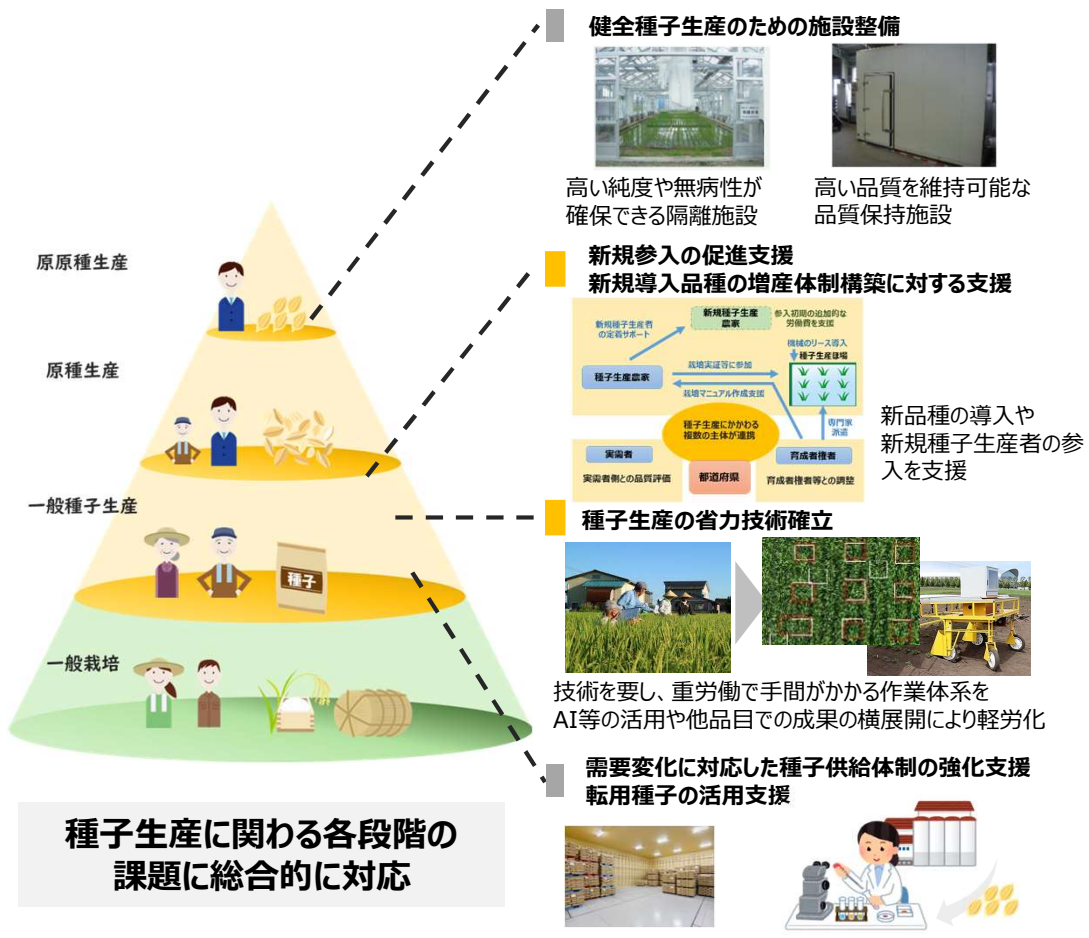 健全種子生産のための施設整備
高い純度や無病性が
確保できる隔離施設
高い品質を維持可能な
品質保持施設
原原種生産
原種生産
一般種子生産
種子
一般栽培
新規参入の促進支援
新規導入品種の増産体制構築に対する支援
新規種子生産者
の定着サポート
新規種子生産
農家
参入初期の追加的な
労働費を支援
機械のリース導入
種子生産ほ場
種子生産農家
栽培実証等に参加
栽培マニュアル作成支援
専門家
派遣
種子生産にかかわる
複数の主体が連携
実需者
実需者側との品質評価
都道府県
育成者権者
育成者権者等との調整
新品種の導入や
新規種子生産者の参
入を支援
種子生産の省力技術確立
技術を要し、重労働で手間がかかる作業体系を
AI等の活用や他品目での成果の横展開により軽労化
需要変化に対応した種子供給体制の強化支援
転用種子の活用支援
種子生産に関わる各段階の
課題に総合的に対応